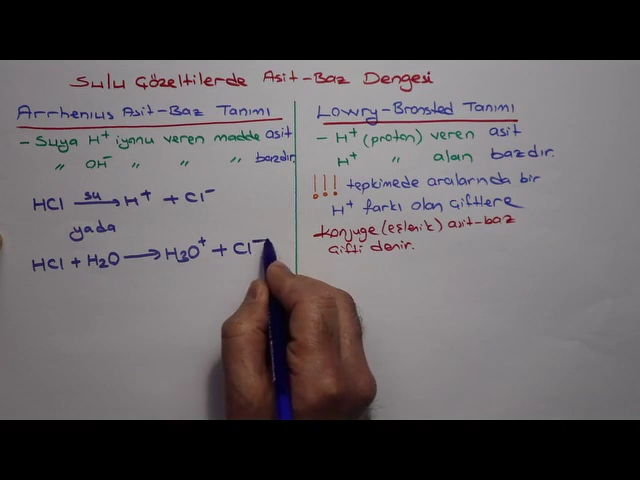 Sulu Çözeltilerde Asit-Baz Dengesi
Arrhenius Asit-Baz Tanımı
- Suya H⁺ iyonu veren madde asit
" OH⁻ " " " bazdır.
HCl su→ H⁺ + Cl⁻
yada
HCl + H₂O → H₃O⁺ + Cl⁻
Lowry-Bronsted Tanımı
- H⁺ (proton) veren asit
H⁺ " alan bazdır.
!!! tepkimede aralarında bir
H⁺ farkı olan çiftlere
konjuge (eşlenik) asit-baz
çifti denir.